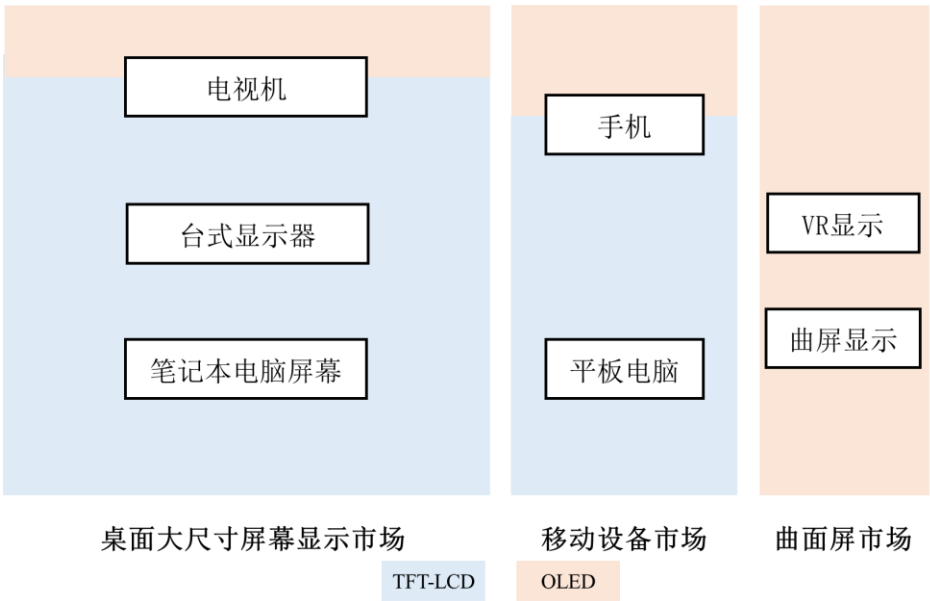 电视机
台式显示器
笔记本电脑屏幕
手机
平板电脑
VR显示
曲屏显示
桌面大尺寸屏幕显示市场
移动设备市场
曲面屏市场
TFT-LCD
OLED